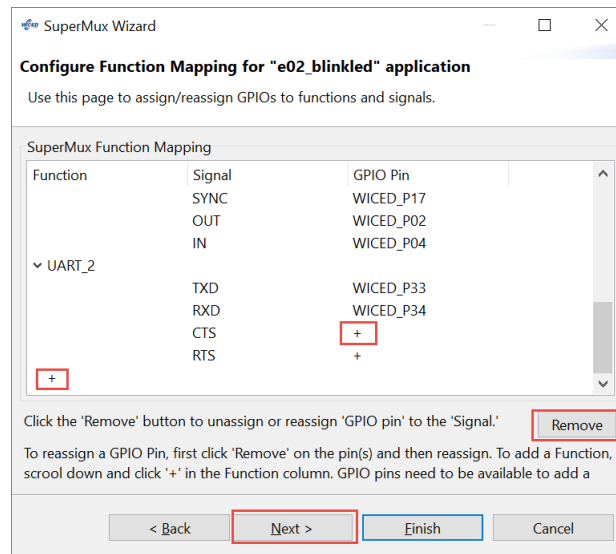 WICED SuperMux Wizard
Configure Function Mapping for "e02_blinkled" application
Use this page to assign/reassign GPIOs to functions and signals.
SuperMux Function Mapping
Function Signal GPIO Pin
SYNC WICED_P17
OUT WICED_P02
IN WICED_P04
UART_2
TXD WICED_P33
RXD WICED_P34
CTS +
RTS +
+
Click the 'Remove' button to unassign or reassign 'GPIO pin' to the 'Signal.' Remove
To reassign a GPIO Pin, first click 'Remove' on the pin(s) and then reassign. To add a Function,
scrool down and click '+' in the Function column. GPIO pins need to be available to add a
< Back Next > Finish Cancel